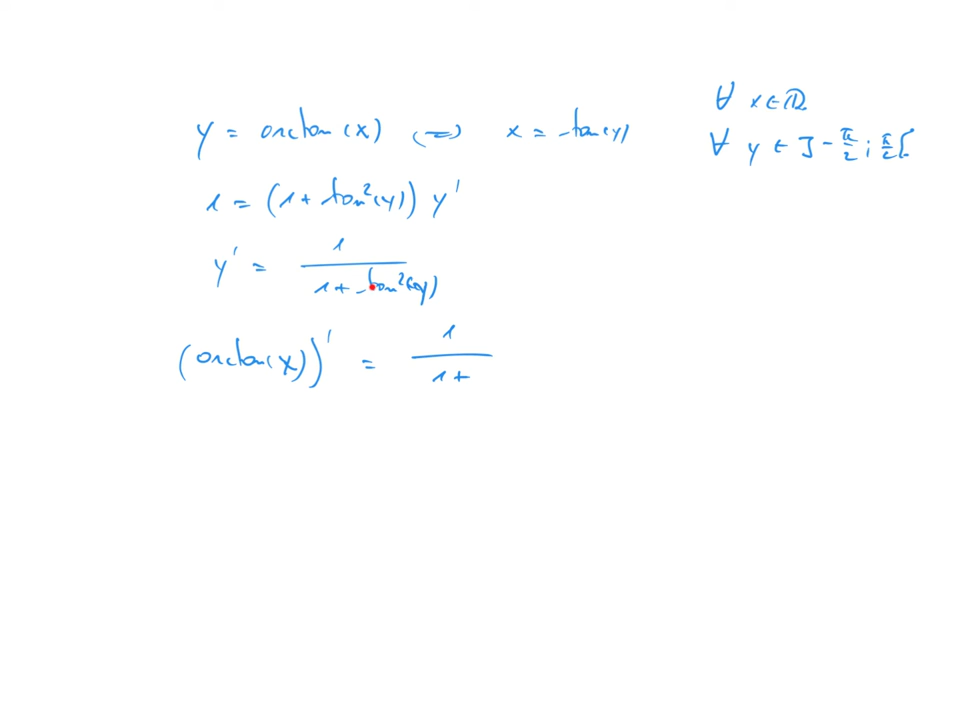 y = arctan(x) ⟺ x = tan(y)
∀ x ∈ ℝ
∀ y ∈ ]-π/2 ; π/2[
1 = (1 + tan²(y)) y'
y' = 1 / (1 + tan²(y))
(arctan(x))' = 1 / (1 +